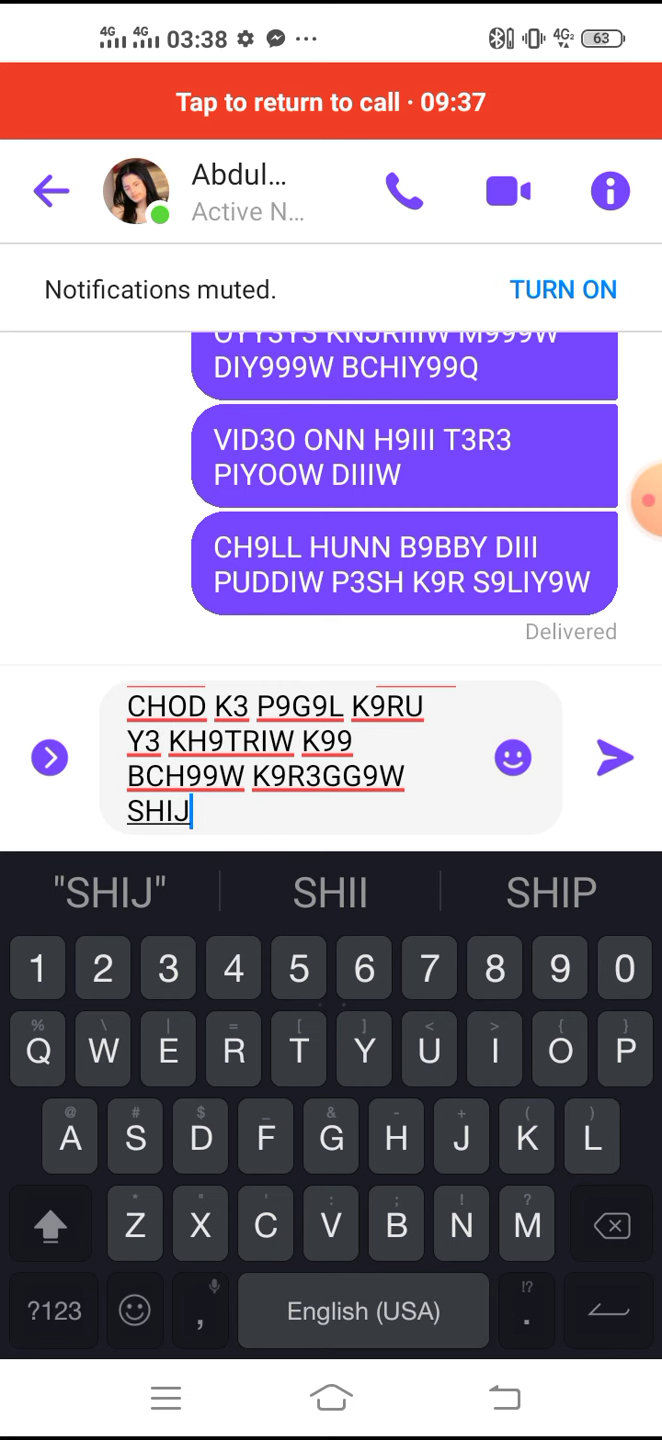 4G 4G 03:38 ... 4G2 63
Tap to return to call · 09:37
Abdul...
Active N...
Notifications muted. TURN ON
DIY999W BCHIY99Q
VID3O ONN H9III T3R3
PIYOOW DIIIW
CH9LL HUNN B9BBY DIII
PUDDIW P3SH K9R S9LIY9W
Delivered
CHOD K3 P9G9L K9RU
Y3 KH9TRIW K99
BCH99W K9R3GG9W
SHIJ
"SHIJ" SHII SHIP
1 2 3 4 5 6 7 8 9 0
% \ | = [ ] < > { }
Q W E R T Y U I O P
@ # $ _ & - + ( )
A S D F G H J K L
* " ' : ; ! ?
Z X C V B N M
!?
?123 , English (USA) .